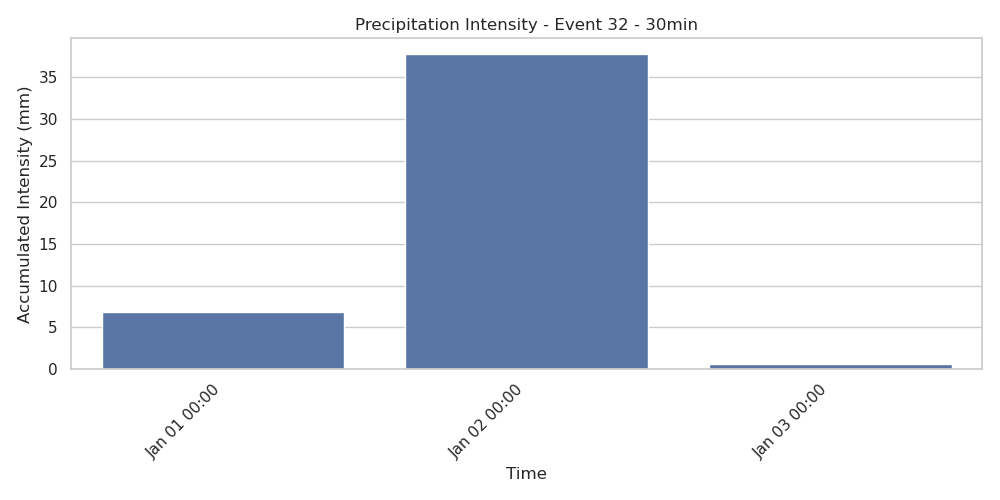 Precipitation Intensity - Event 32 - 30min
Accumulated Intensity (mm)
35
30
25
20
15
10
5
0
Jan 01 00:00
Jan 02 00:00
Jan 03 00:00
Time